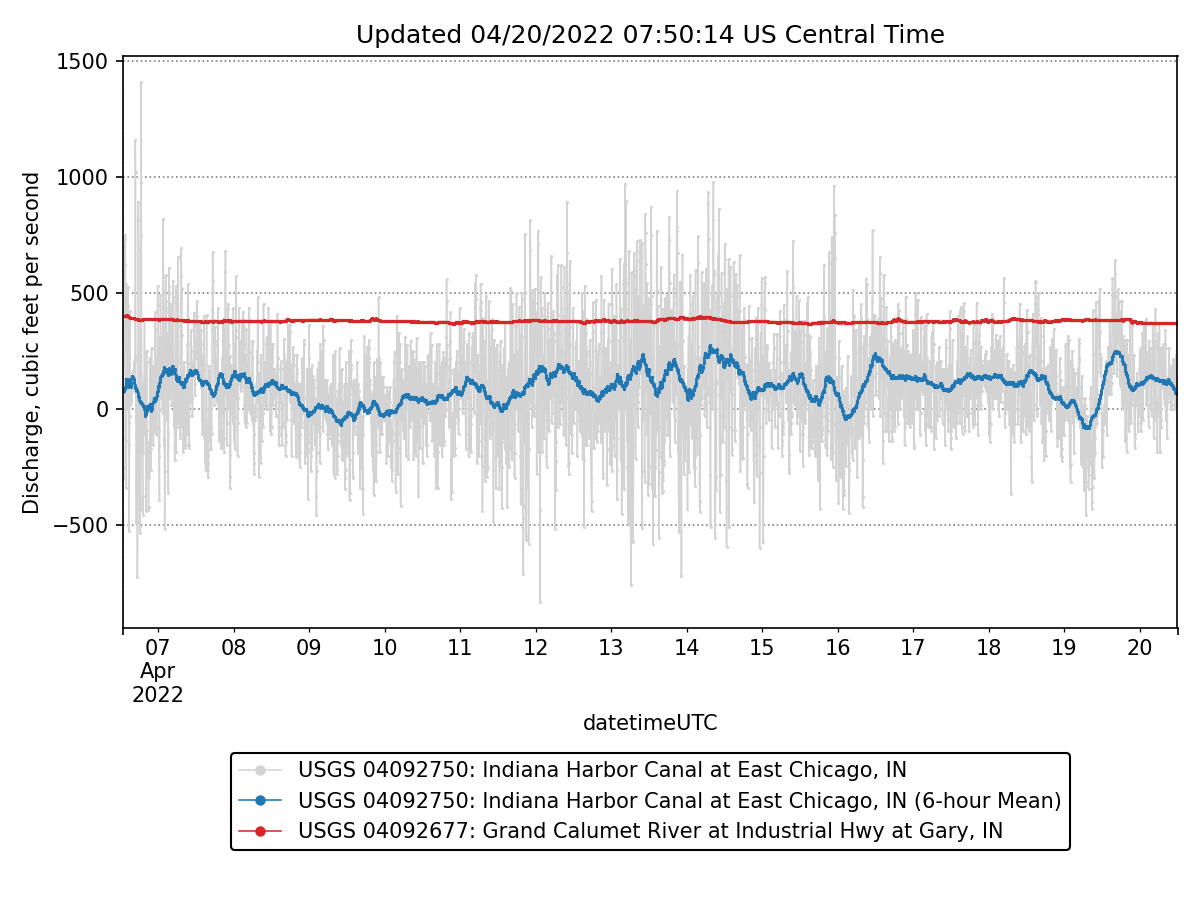 Updated 04/20/2022 07:50:14 US Central Time
Discharge, cubic feet per second
1500
1000
500
0
−500
07 08 09 10 11 12 13 14 15 16 17 18 19 20
Apr
2022
datetimeUTC
USGS 04092750: Indiana Harbor Canal at East Chicago, IN
USGS 04092750: Indiana Harbor Canal at East Chicago, IN (6-hour Mean)
USGS 04092677: Grand Calumet River at Industrial Hwy at Gary, IN